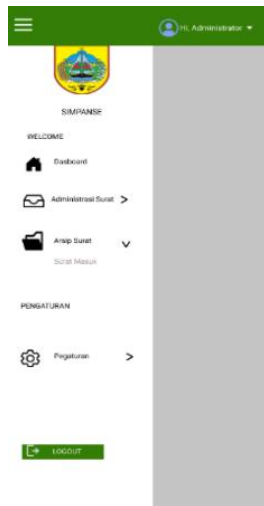 Hi, Administrator
SIMPANSE
WELCOME
Dasboard
Administrasi Surat
Arsip Surat
Surat Masuk
PENGATURAN
Pegaturan
LOGOUT